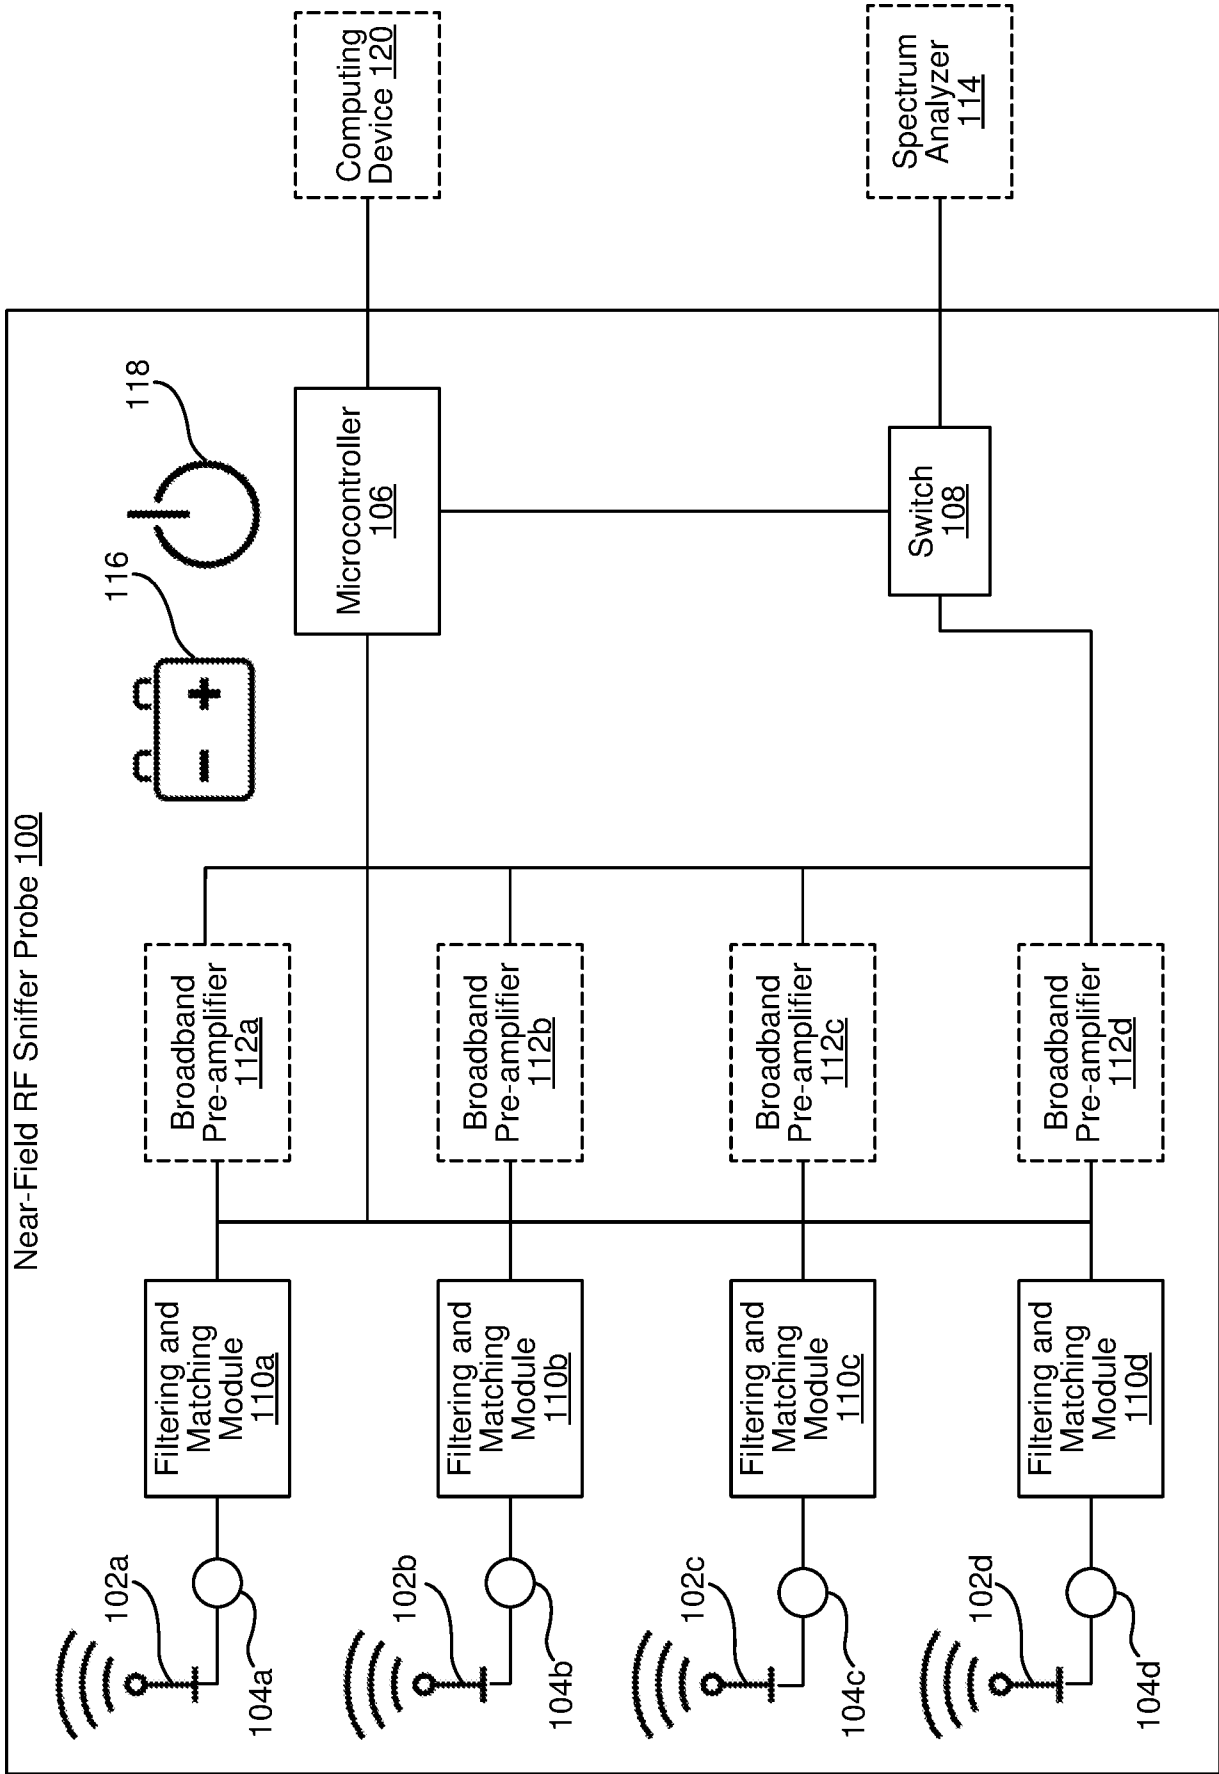 Near-Field RF Sniffer Probe 100
102a
104a
Filtering and
Matching
Module
110a
Broadband
Pre-amplifier
112a
116
118
102b
104b
Filtering and
Matching
Module
110b
Broadband
Pre-amplifier
112b
Microcontroller
106
Computing
Device 120
102c
104c
Filtering and
Matching
Module
110c
Broadband
Pre-amplifier
112c
102d
104d
Filtering and
Matching
Module
110d
Broadband
Pre-amplifier
112d
Switch
108
Spectrum
Analyzer
114